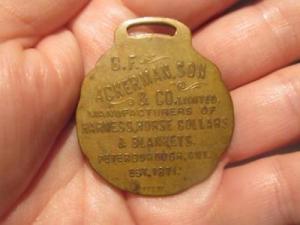 B.F.
ACKERMAN, SON
& CO. LIMITED.
MANUFACTURERS OF
HARNESS, HORSE COLLARS
& BLANKETS.
PETERBOROUGH, ONT.
EST. 1871.